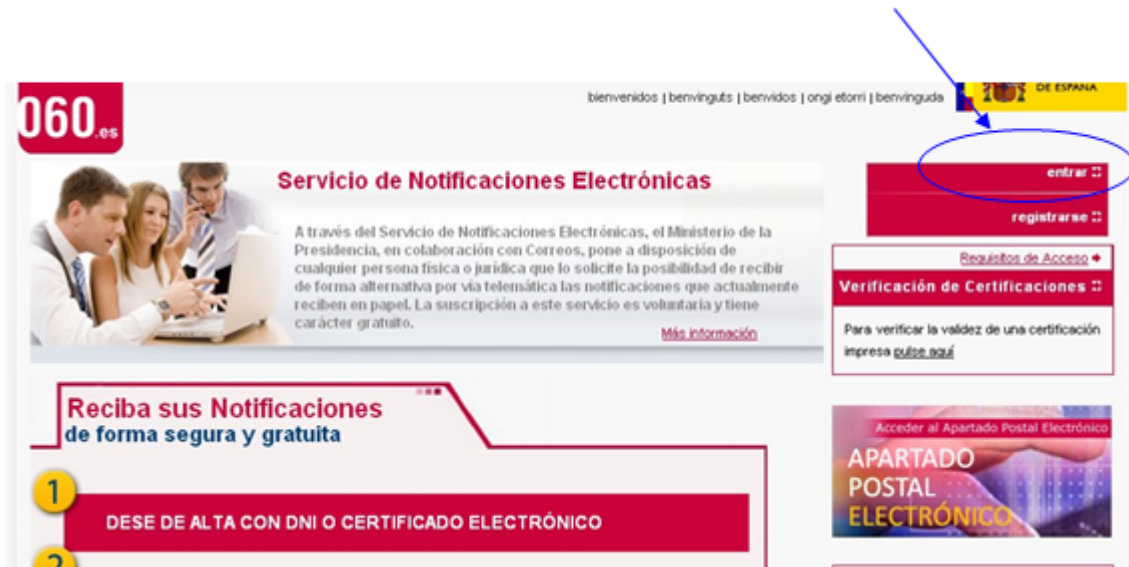 060.es
bienvenidos | benvinguts | benvidos | ongi etorri | benvinguda
DE ESPAÑA
Servicio de Notificaciones Electrónicas
A través del Servicio de Notificaciones Electrónicas, el Ministerio de la
Presidencia, en colaboración con Correos, pone a disposición de
cualquier persona física o jurídica que lo solicite la posibilidad de recibir
de forma alternativa por vía telemática las notificaciones que actualmente
reciben en papel. La suscripción a este servicio es voluntaria y tiene
carácter gratuito.
Más información
entrar
registrarse
Requisitos de Acceso
Verificación de Certificaciones
Para verificar la validez de una certificación
impresa pulse aquí
Reciba sus Notificaciones
de forma segura y gratuita
1
DESE DE ALTA CON DNI O CERTIFICADO ELECTRÓNICO
2
Acceder al Apartado Postal Electrónico
APARTADO
POSTAL
ELECTRÓNICO